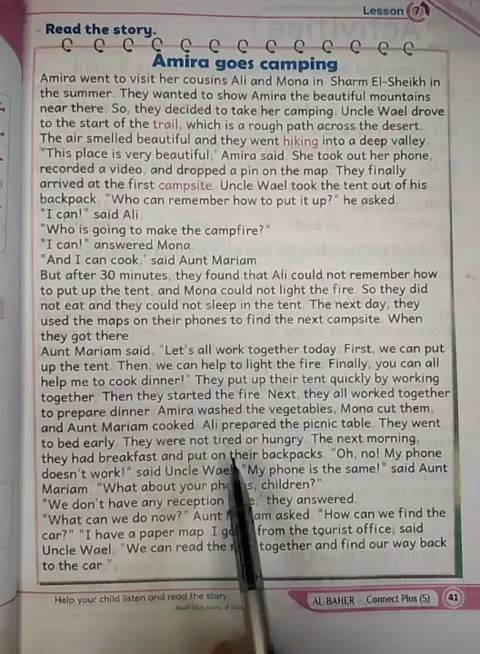 Lesson 7
- Read the story.
Amira goes camping
Amira went to visit her cousins Ali and Mona in Sharm El-Sheikh in
the summer. They wanted to show Amira the beautiful mountains
near there. So, they decided to take her camping. Uncle Wael drove
to the start of the trail, which is a rough path across the desert.
The air smelled beautiful and they went hiking into a deep valley.
"This place is very beautiful,' Amira said. She took out her phone,
recorded a video, and dropped a pin on the map. They finally
arrived at the first campsite. Uncle Wael took the tent out of his
backpack. "Who can remember how to put it up?" he asked.
"I can!" said Ali.
"Who is going to make the campfire?"
"I can!" answered Mona.
"And I can cook,' said Aunt Mariam.
But after 30 minutes, they found that Ali could not remember how
to put up the tent, and Mona could not light the fire. So they did
not eat and they could not sleep in the tent. The next day, they
used the maps on their phones to find the next campsite. When
they got there.
Aunt Mariam said, "Let's all work together today. First, we can put
up the tent. Then, we can help to light the fire. Finally, you can all
help me to cook dinner!" They put up their tent quickly by working
together. Then they started the fire. Next, they all worked together
to prepare dinner. Amira washed the vegetables, Mona cut them,
and Aunt Mariam cooked. Ali prepared the picnic table. They went
to bed early. They were not tired or hungry. The next morning,
they had breakfast and put on their backpacks. "Oh, no! My phone
doesn't work!" said Uncle "My phone is the same!" said Aunt
Mariam. "What about your children?"
"We don't have any reception they answered.
"What can we do now?" Aunt asked. "How can we find the
car?" "I have a paper map. I from the tourist office, said
Uncle Wael. "We can read the together and find our way back
to the car.".
Help your child listen and read the story
AL-BAHER - Connect Plus (5) 41